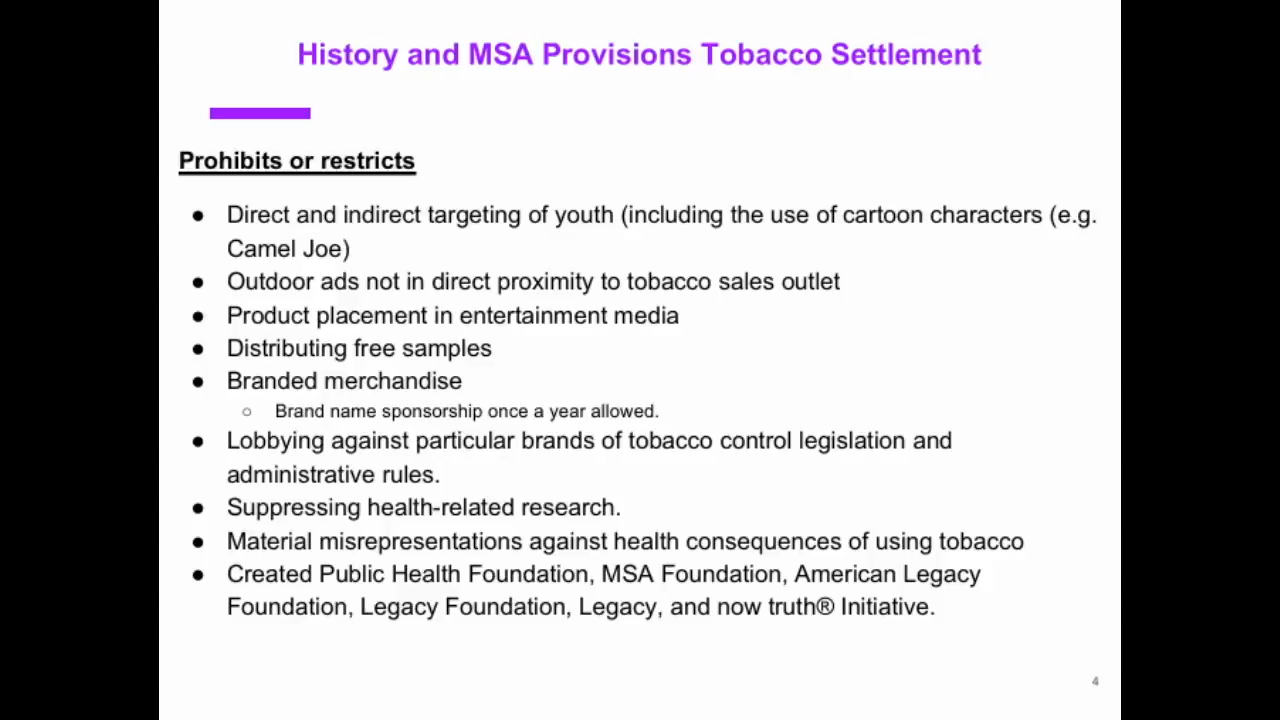 History and MSA Provisions Tobacco Settlement
Prohibits or restricts
● Direct and indirect targeting of youth (including the use of cartoon characters (e.g.
Camel Joe)
● Outdoor ads not in direct proximity to tobacco sales outlet
● Product placement in entertainment media
● Distributing free samples
● Branded merchandise
○ Brand name sponsorship once a year allowed.
● Lobbying against particular brands of tobacco control legislation and
administrative rules.
● Suppressing health-related research.
● Material misrepresentations against health consequences of using tobacco
● Created Public Health Foundation, MSA Foundation, American Legacy
Foundation, Legacy Foundation, Legacy, and now truth® Initiative.
4